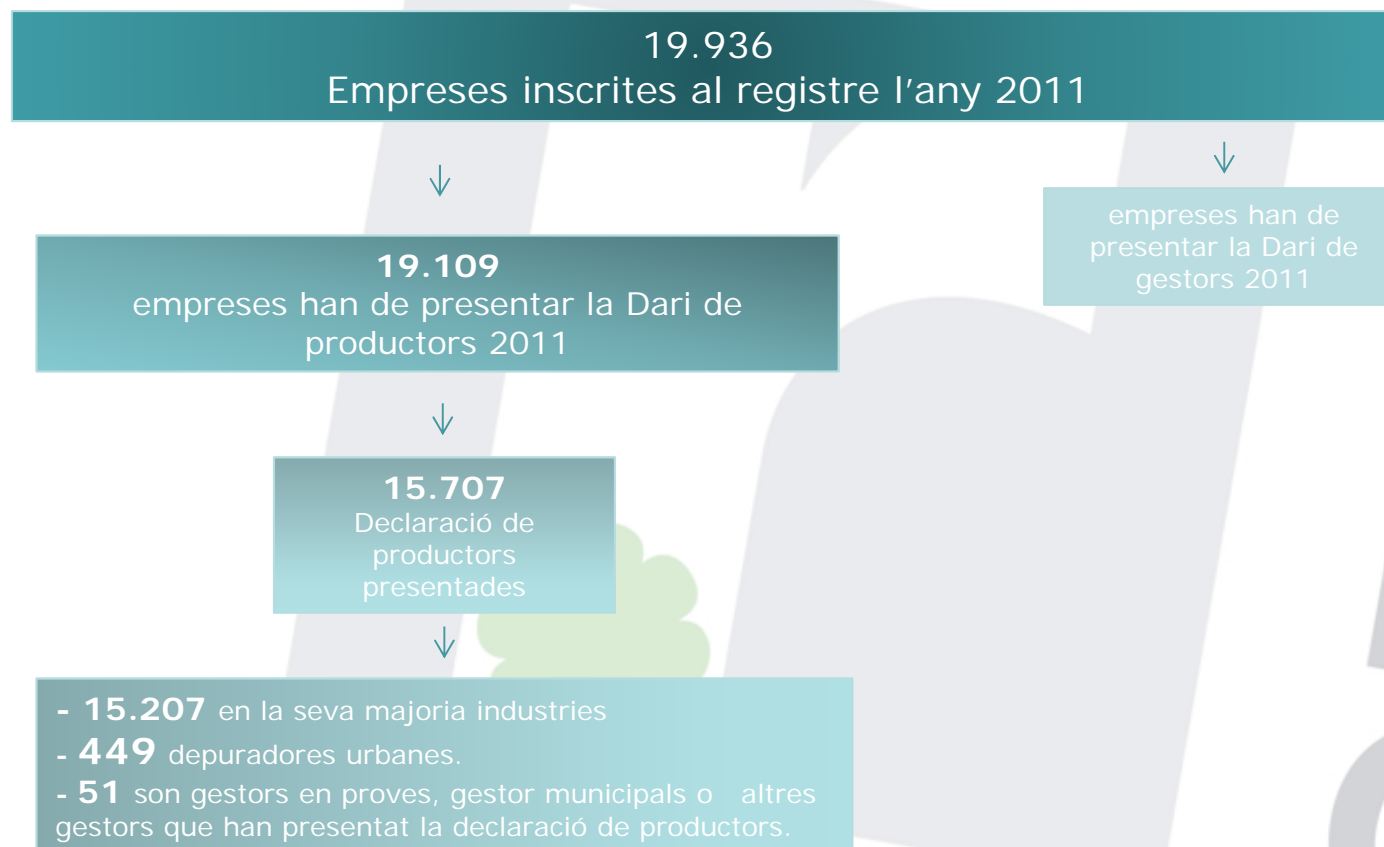 19.936
Empreses inscrites al registre l'any 2011
↓
↓
19.109
empreses han de presentar la Dari de
productors 2011
empreses han de
presentar la Dari de
gestors 2011
↓
15.707
Declaració de
productors
presentades
↓
- 15.207 en la seva majoria industries
- 449 depuradores urbanes.
- 51 son gestors en proves, gestor municipals o altres
gestors que han presentat la declaració de productors.